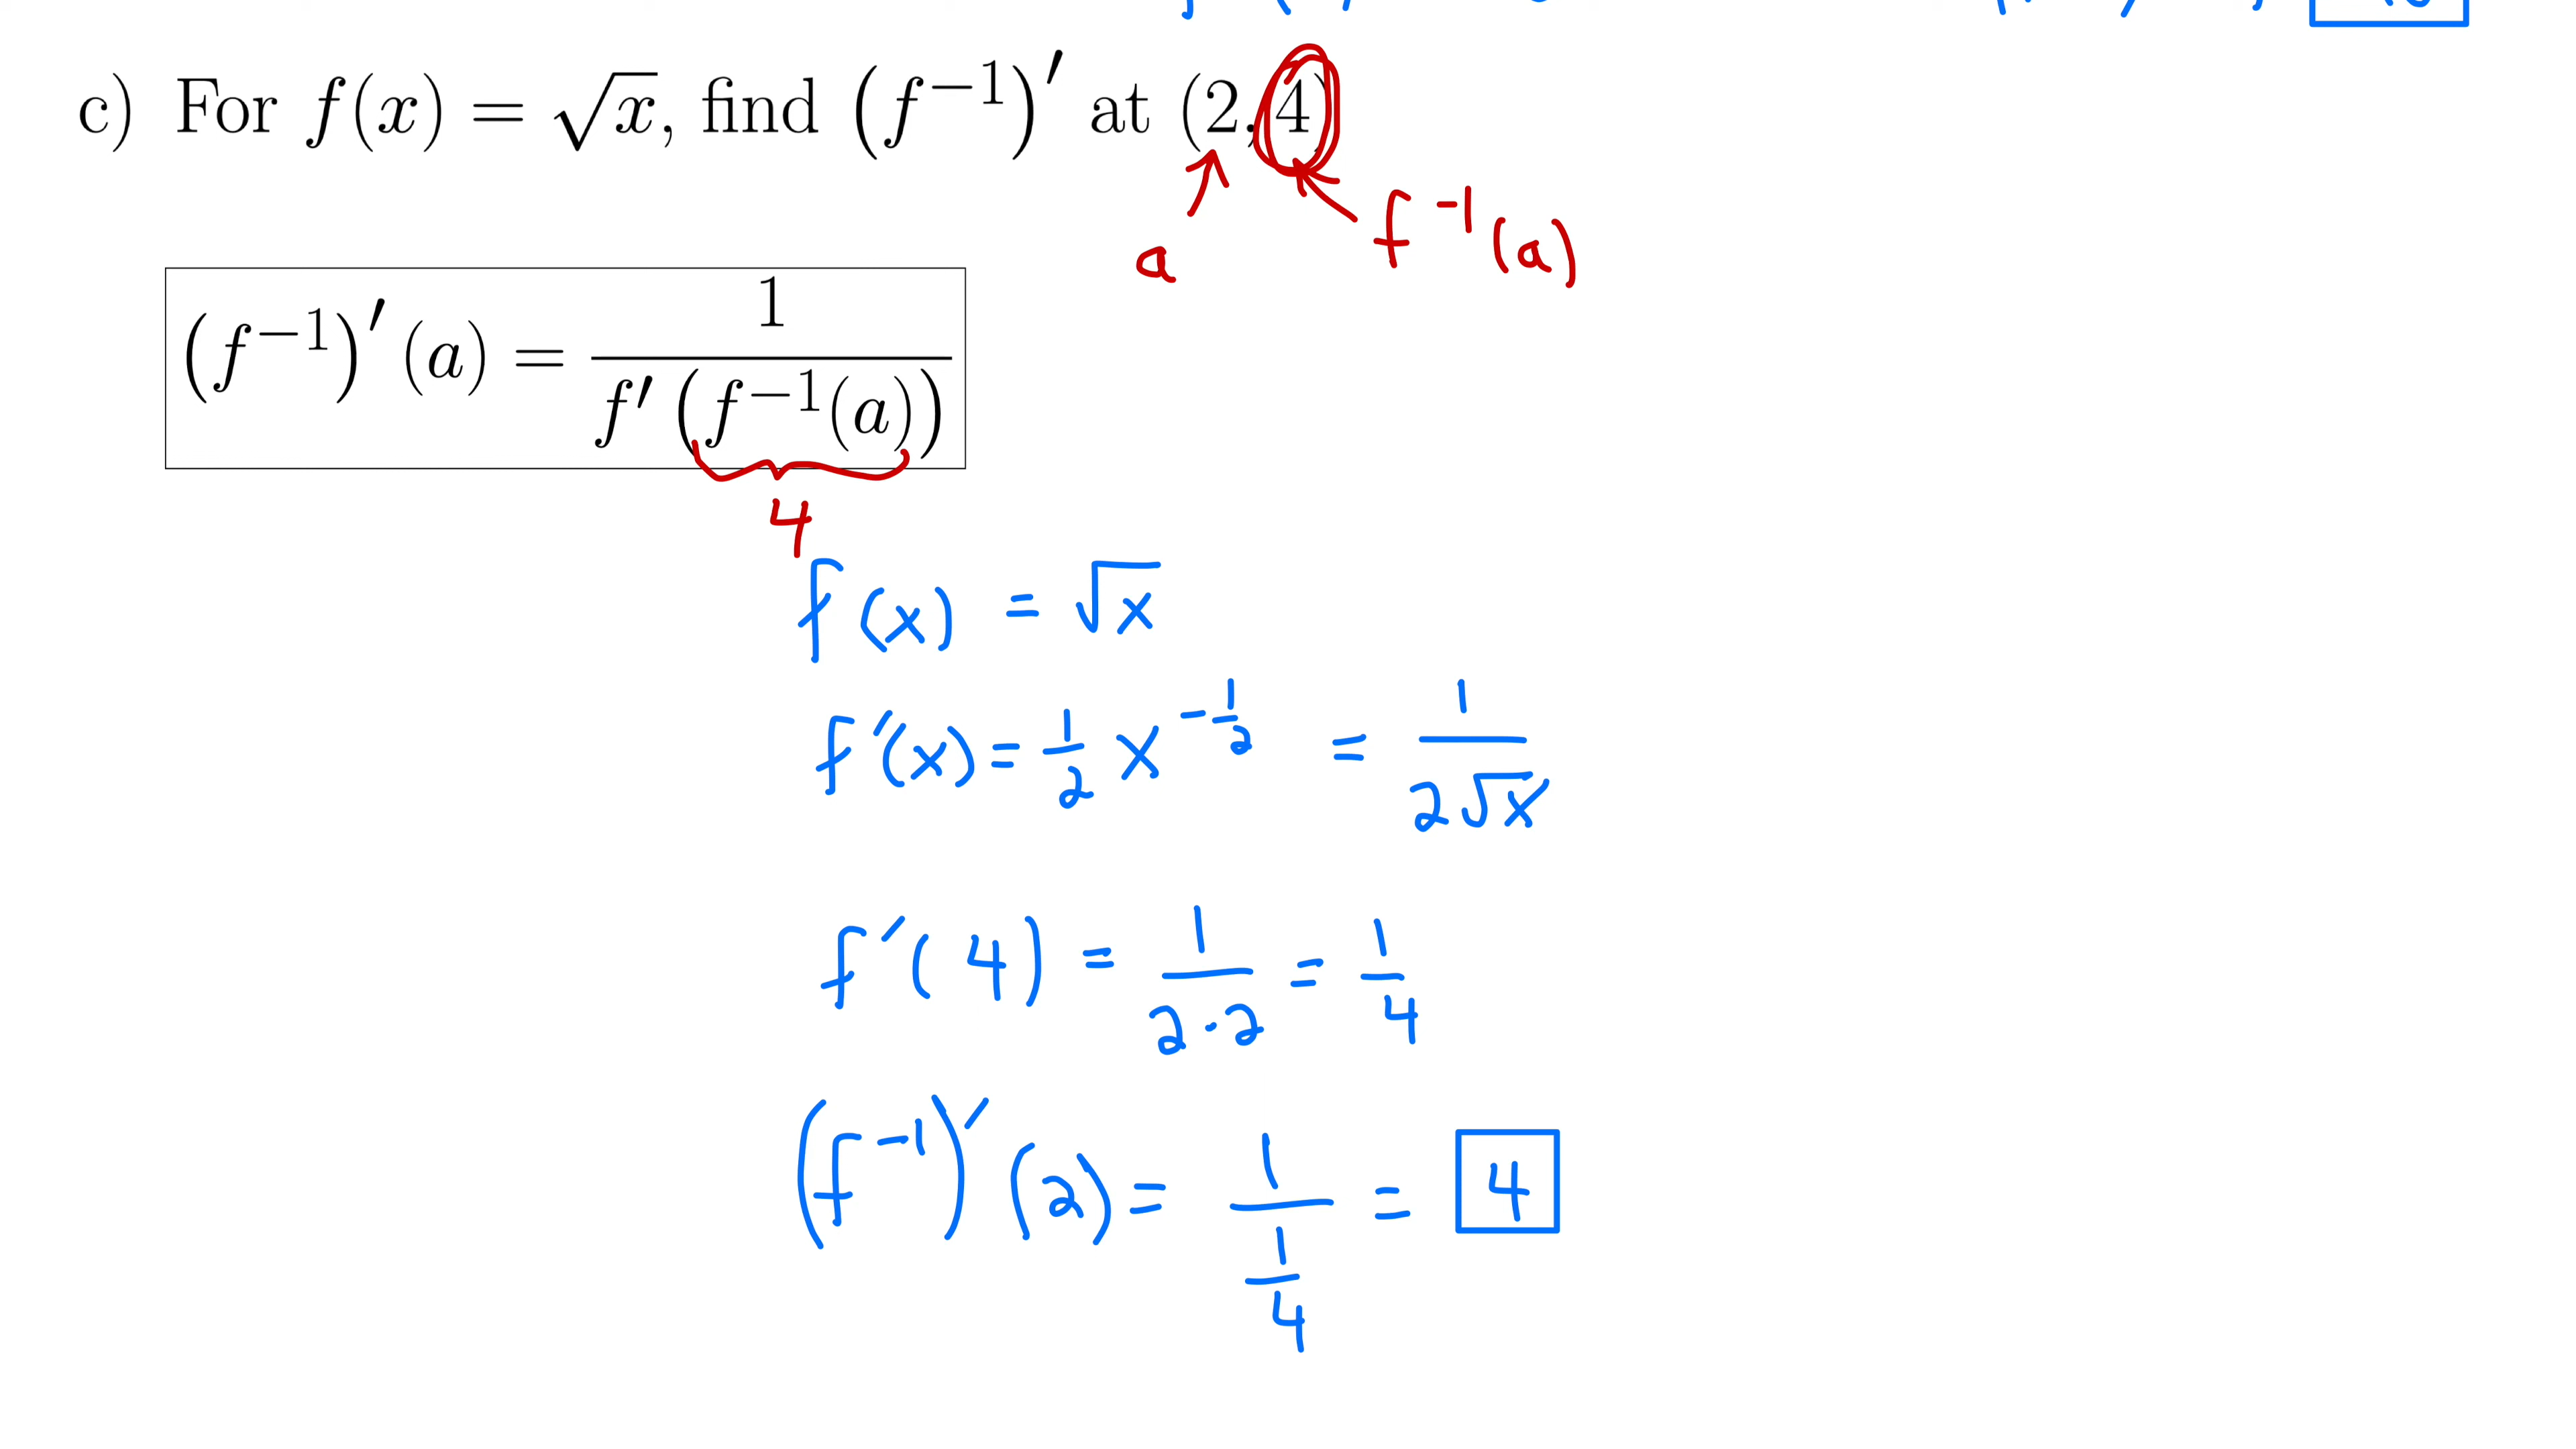 c) For f(x) = √x, find (f⁻¹)′ at (2, 4)
a
f⁻¹(a)
(f⁻¹)′(a) = 1 / f′(f⁻¹(a))
4
f(x) = √x
f′(x) = 1/2 x^(-1/2) = 1/(2√x)
f′(4) = 1/(2·2) = 1/4
(f⁻¹)′(2) = 1/(1/4) = 4